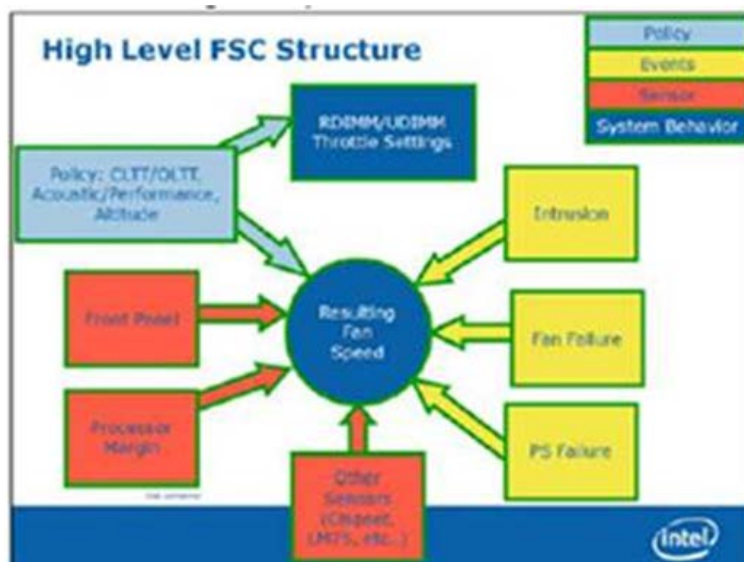 High Level FSC Structure
Policy
Events
Sensor
System Behavior
RDIMM/UDIMM
Throttle Settings
Policy: CLTT/OLTT,
Acoustic/Performance,
Altitude
Intrusion
Front Panel
Resulting
Fan
Speed
Fan Failure
Processor
Margin
PS Failure
Other
Sensors
(Chipset,
LM75, etc..)
intel